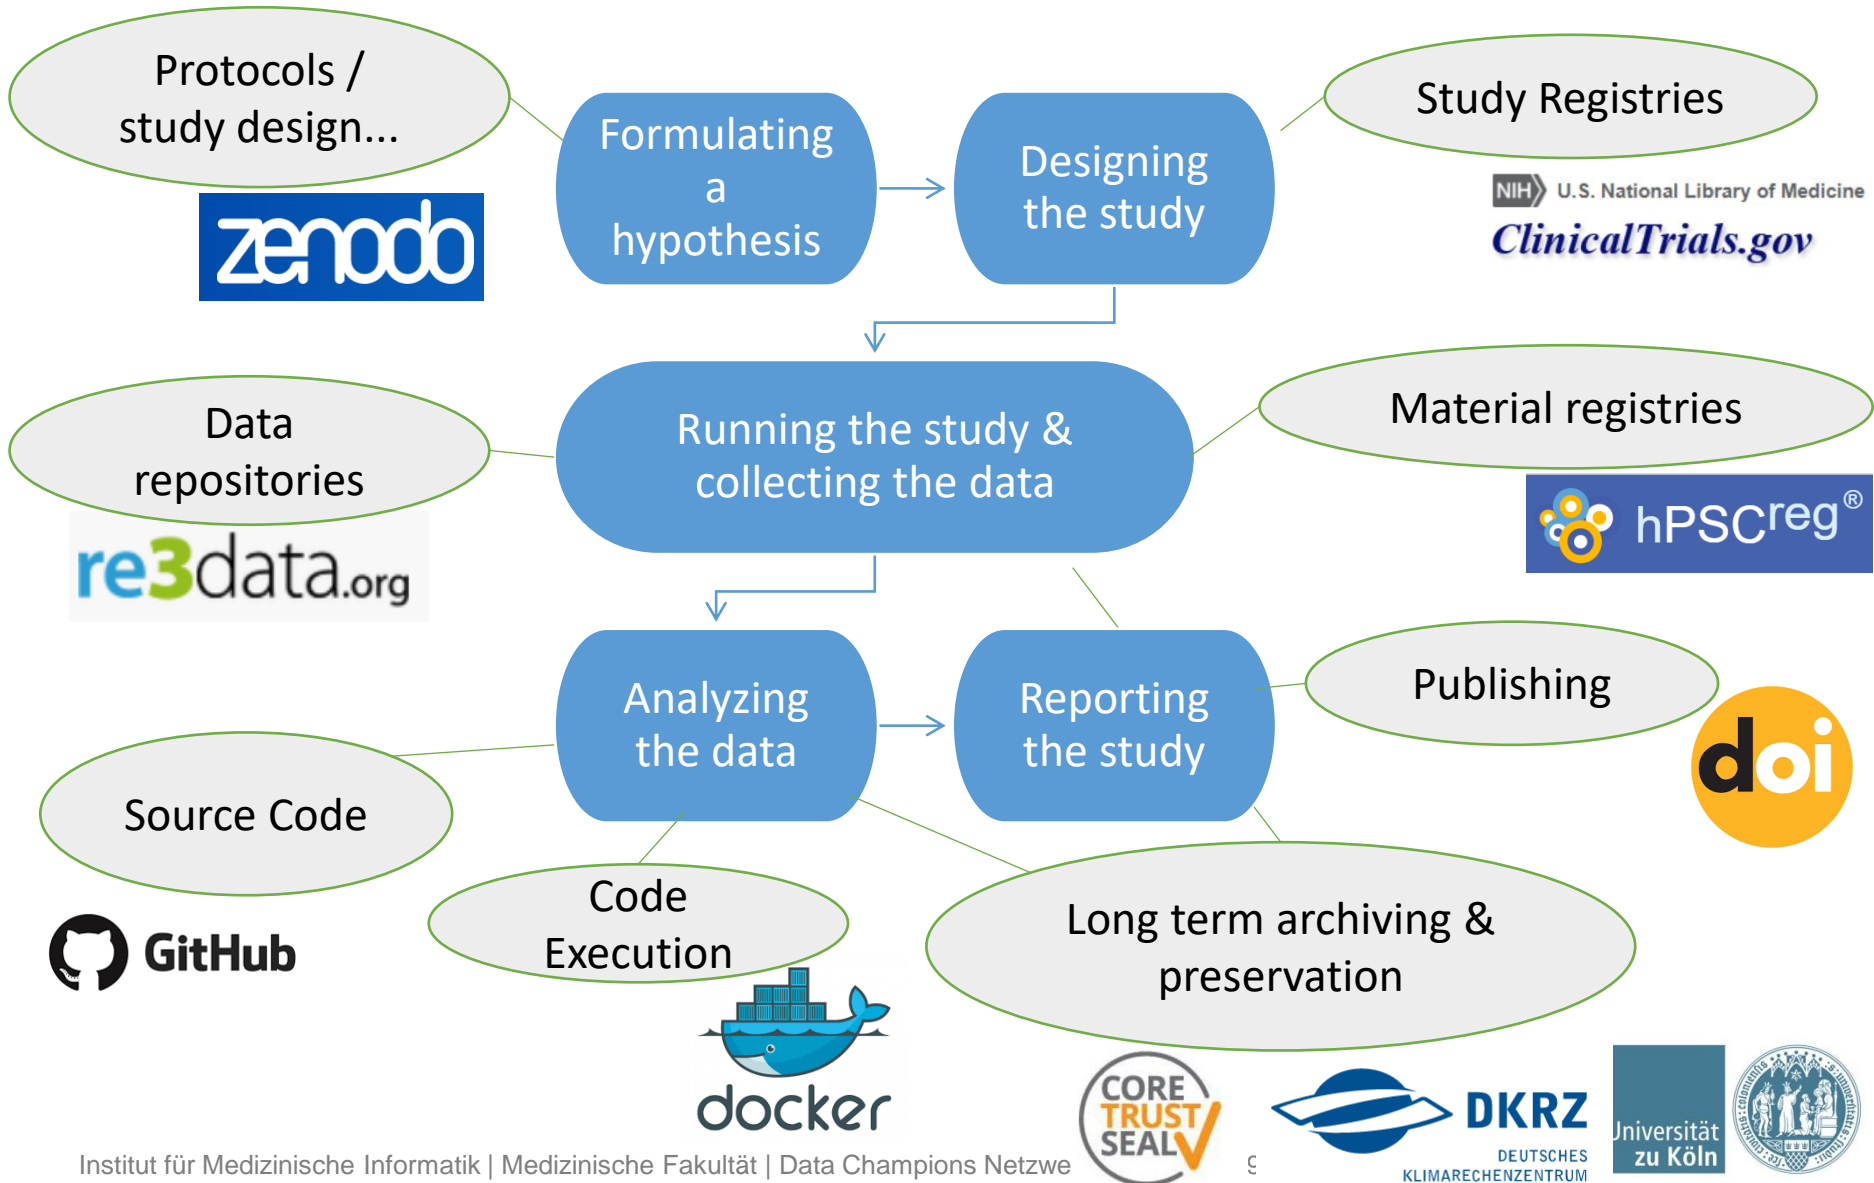 Protocols /
study design...
zenodo
Formulating
a
hypothesis
Designing
the study
Study Registries
NIH U.S. National Library of Medicine
ClinicalTrials.gov
Data
repositories
re3data.org
Running the study &
collecting the data
Material registries
hPSCreg®
Analyzing
the data
Reporting
the study
Publishing
doi
Source Code
GitHub
Code
Execution
docker
Long term archiving &
preservation
CORE
TRUST
SEAL
DKRZ
DEUTSCHES
KLIMARECHENZENTRUM
Universität
zu Köln
Institut für Medizinische Informatik | Medizinische Fakultät | Data Champions Netzwe